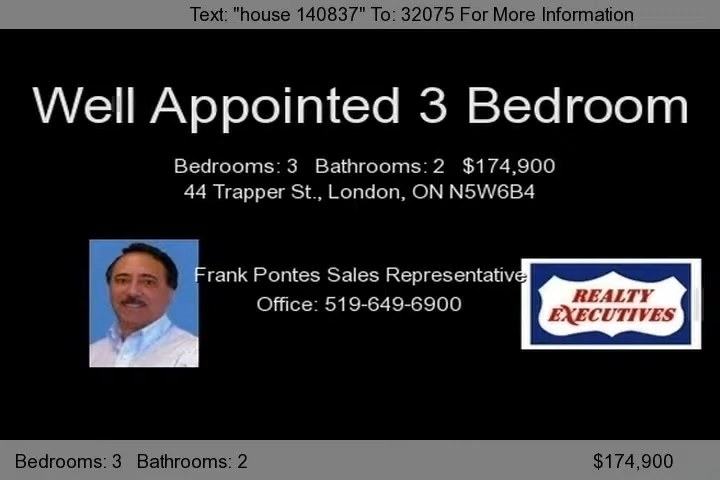 Text: "house 140837" To: 32075 For More Information
Well Appointed 3 Bedroom
Bedrooms: 3 Bathrooms: 2 $174,900
44 Trapper St., London, ON N5W6B4
Frank Pontes Sales Representative
Office: 519-649-6900
REALTY
EXECUTIVES
Bedrooms: 3 Bathrooms: 2 $174,900